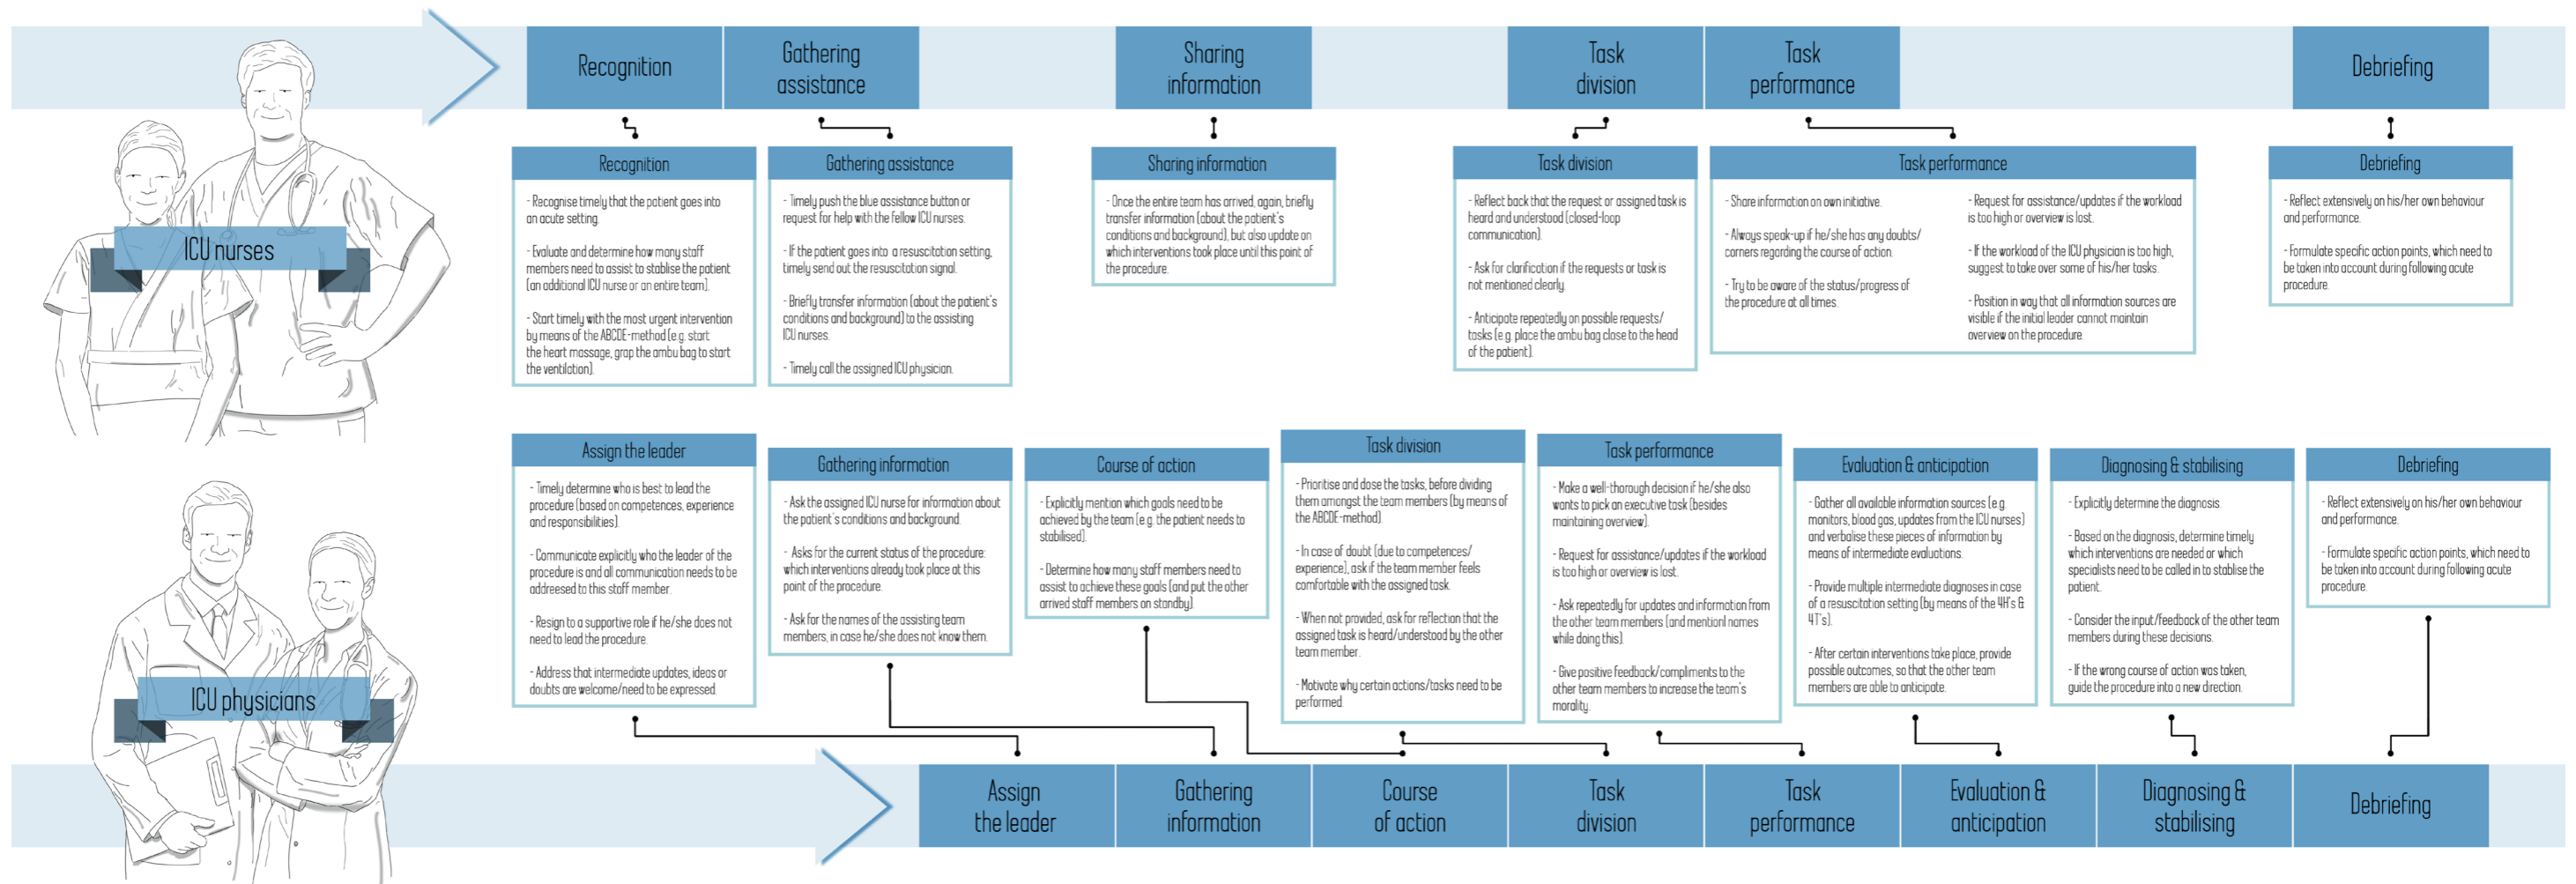 Recognition
Gathering
assistance
Sharing
information
Task
division
Task
performance
Debriefing
ICU nurses
Recognition
- Recognise timely that the patient goes into
an acute setting.
- Evaluate and determine how many staff
members need to assist to stablise the patient
(an additional ICU nurse or an entire team).
- Start timely with the most urgent intervention
by means of the ABCDE-method (e.g. start
the heart massage, grap the ambu bag to start
the ventilation).
Gathering assistance
- Timely push the blue assistance button or
request for help with the fellow ICU nurses.
- If the patient goes into a resuscitation setting,
timely send out the resuscitation signal.
- Briefly transfer information (about the patient's
conditions and background) to the assisting
ICU nurses.
- Timely call the assigned ICU physician.
Sharing information
- Once the entire team has arrived, again, briefly
transfer information (about the patient's
conditions and background), but also update on
which interventions took place until this point of
the procedure.
Task division
- Reflect back that the request or assigned task is
heard and understood (closed-loop
communication).
- Ask for clarification if the requests or task is
not mentioned clearly.
- Anticipate repeatedly on possible requests/
tasks (e.g. place the ambu bag close to the head
of the patient).
Task performance
- Share information on own initiative.
- Always speak-up if he/she has any doubts/
corners regarding the course of action.
- Try to be aware of the status/progress of
the procedure at all times.
- Request for assistance/updates if the workload
is too high or overview is lost.
- If the workload of the ICU physician is too high,
suggest to take over some of his/her tasks.
- Position in way that all information sources are
visible if the initial leader cannot maintain
overview on the procedure.
Debriefing
- Reflect extensively on his/her own behaviour
and performance.
- Formulate specific action points, which need to
be taken into account during following acute
procedure.
ICU physicians
Assign the leader
- Timely determine who is best to lead the
procedure (based on competences, experience
and responsibilities).
- Communicate explicitly who the leader of the
procedure is and all communication needs to be
addreesed to this staff member.
- Resign to a supportive role if he/she does not
need to lead the procedure.
- Address that intermediate updates, ideas or
doubts are welcome/need to be expressed.
Gathering information
- Ask the assigned ICU nurse for information about
the patient's conditions and background.
- Asks for the current status of the procedure:
which interventions already took place at this
point of the procedure.
- Ask for the names of the assisting team
members, in case he/she does not know them.
Course of action
- Explicitly mention which goals need to be
achieved by the team (e.g. the patient needs to
stabilised).
- Determine how many staff members need to
assist to achieve these goals (and put the other
arrived staff members on standby).
Task division
- Prioritise and dose the tasks, before dividing
them amongst the team members (by means of
the ABCDE-method).
- In case of doubt (due to competences/
experience), ask if the team member feels
comfortable with the assigned task.
- When not provided, ask for reflection that the
assigned task is heard/understood by the other
team member.
- Motivate why certain actions/tasks need to be
performed.
Task performance
- Make a well-thorough decision if he/she also
wants to pick an executive task (besides
maintaining overview).
- Request for assistance/updates if the workload
is too high or overview is lost.
- Ask repeatedly for updates and information from
the other team members (and mentionl names
while doing this).
- Give positive feedback/compliments to the
other team members to increase the team's
morality.
Evaluation & anticipation
- Gather all available information sources (e.g.
monitors, blood gas, updates from the ICU nurses)
and verbalise these pieces of information by
means of intermediate evaluations.
- Provide multiple intermediate diagnoses in case
of a resuscitation setting (by means of the 4H's &
4T's).
- After certain interventions take place, provide
possible outcomes, so that the other team
members are able to anticipate.
Diagnosing & stabilising
- Explicitly determine the diagnosis.
- Based on the diagnosis, determine timely
which interventions are needed or which
specialists need to be called in to stablise the
patient.
- Consider the input/feedback of the other team
members during these decisions.
- If the wrong course of action was taken,
guide the procedure into a new direction.
Debriefing
- Reflect extensively on his/her own behaviour
and performance.
- Formulate specific action points, which need to
be taken into account during following acute
procedure.
Assign
the leader
Gathering
information
Course
of action
Task
division
Task
performance
Evaluation &
anticipation
Diagnosing &
stabilising
Debriefing